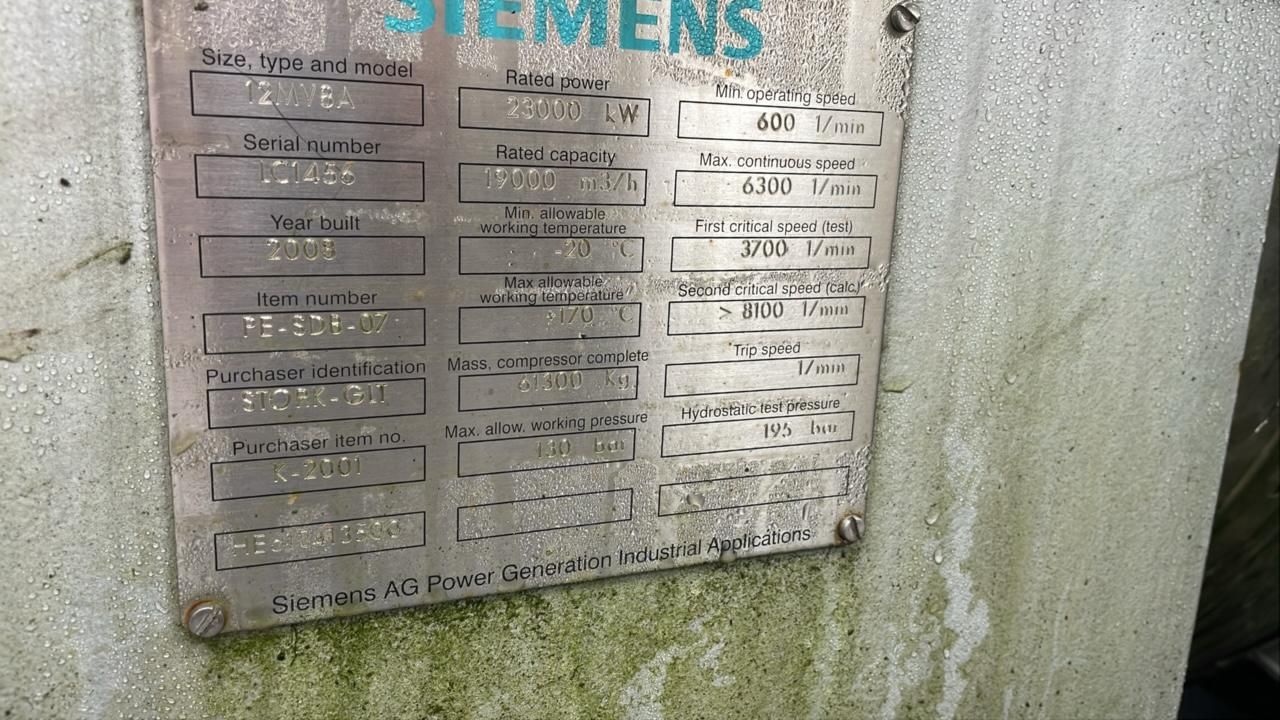 SIEMENS
Size, type and model
12MV8A
Serial number
1C1456
Year built
2008
Item number
PE-SDB-07
Purchaser identification
STORK-GLT
Purchaser item no.
K-2001
Rated power
23000 kW
Rated capacity
19000 m3/h
Min. allowable
working temperature
-20 °C
Max allowable
working temperature
+170 °C
Mass, compressor complete
61300 Kg.
Max. allow. working pressure
130 bar
Min. operating speed
600 1/min
Max. continuous speed
6300 1/min
First critical speed (test)
3700 1/min
Second critical speed (calc)
> 8100 1/min
Trip speed
1/min
Hydrostatic test pressure
195 bar
Siemens AG Power Generation Industrial Applications